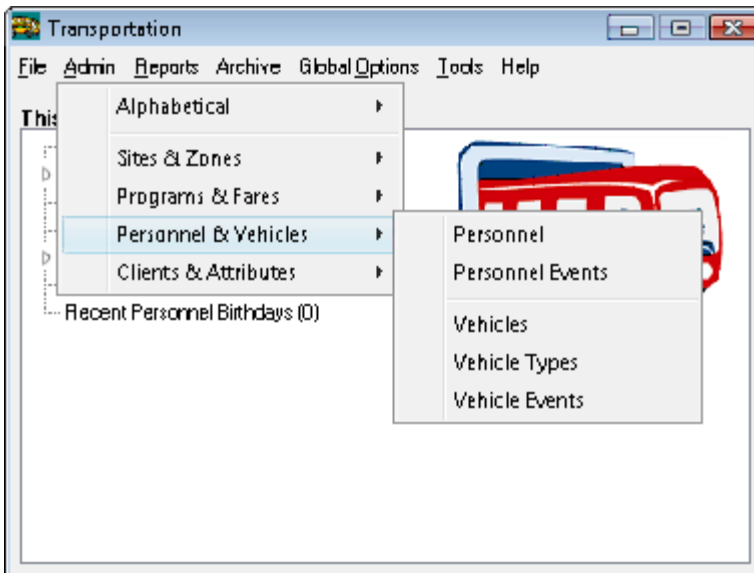 Transportation
File Admin Reports Archive Global Options Tools Help
This
Alphabetical
Sites & Zones
Programs & Fares
Personnel & Vehicles
Clients & Attributes
Personnel
Personnel Events
Vehicles
Vehicle Types
Vehicle Events
Recent Personnel Birthdays (0)